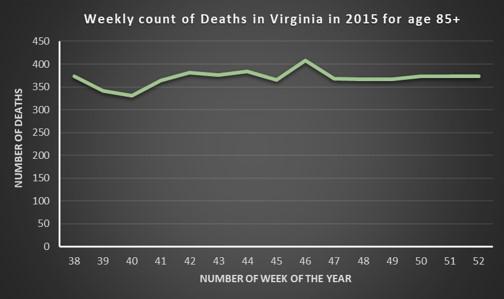 Weekly count of Deaths in Virginia in 2015 for age 85+
NUMBER OF DEATHS
450
400
350
300
250
200
150
100
50
0
38 39 40 41 42 43 44 45 46 47 48 49 50 51 52
NUMBER OF WEEK OF THE YEAR